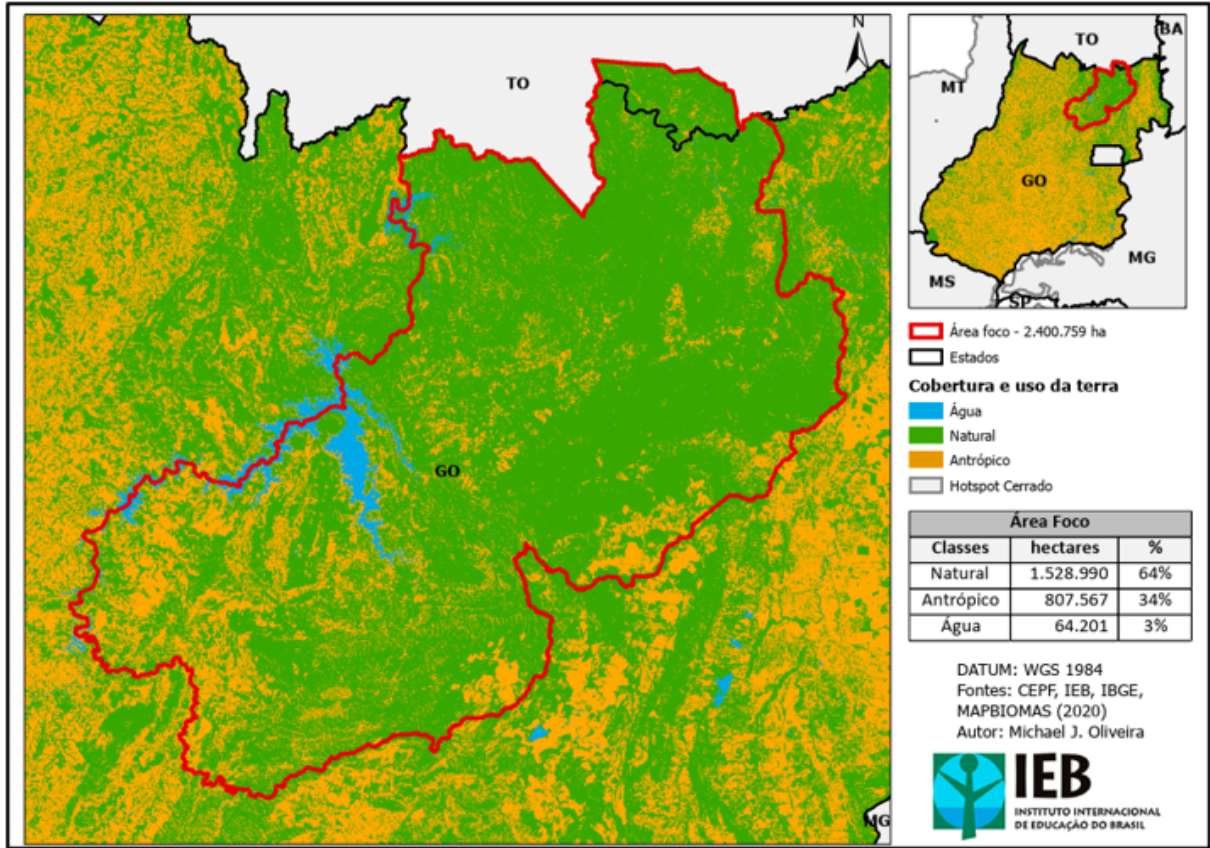 N
TO
GO
MG
TO
BA
MT
GO
MG
MS
SP
Área foco - 2.400.759 ha
Estados
Cobertura e uso da terra
Água
Natural
Antrópico
Hotspot Cerrado
Área Foco
Classes hectares %
Natural 1.528.990 64%
Antrópico 807.567 34%
Água 64.201 3%
DATUM: WGS 1984
Fontes: CEPF, IEB, IBGE,
MAPBIOMAS (2020)
Autor: Michael J. Oliveira
IEB
INSTITUTO INTERNACIONAL
DE EDUCAÇÃO DO BRASIL